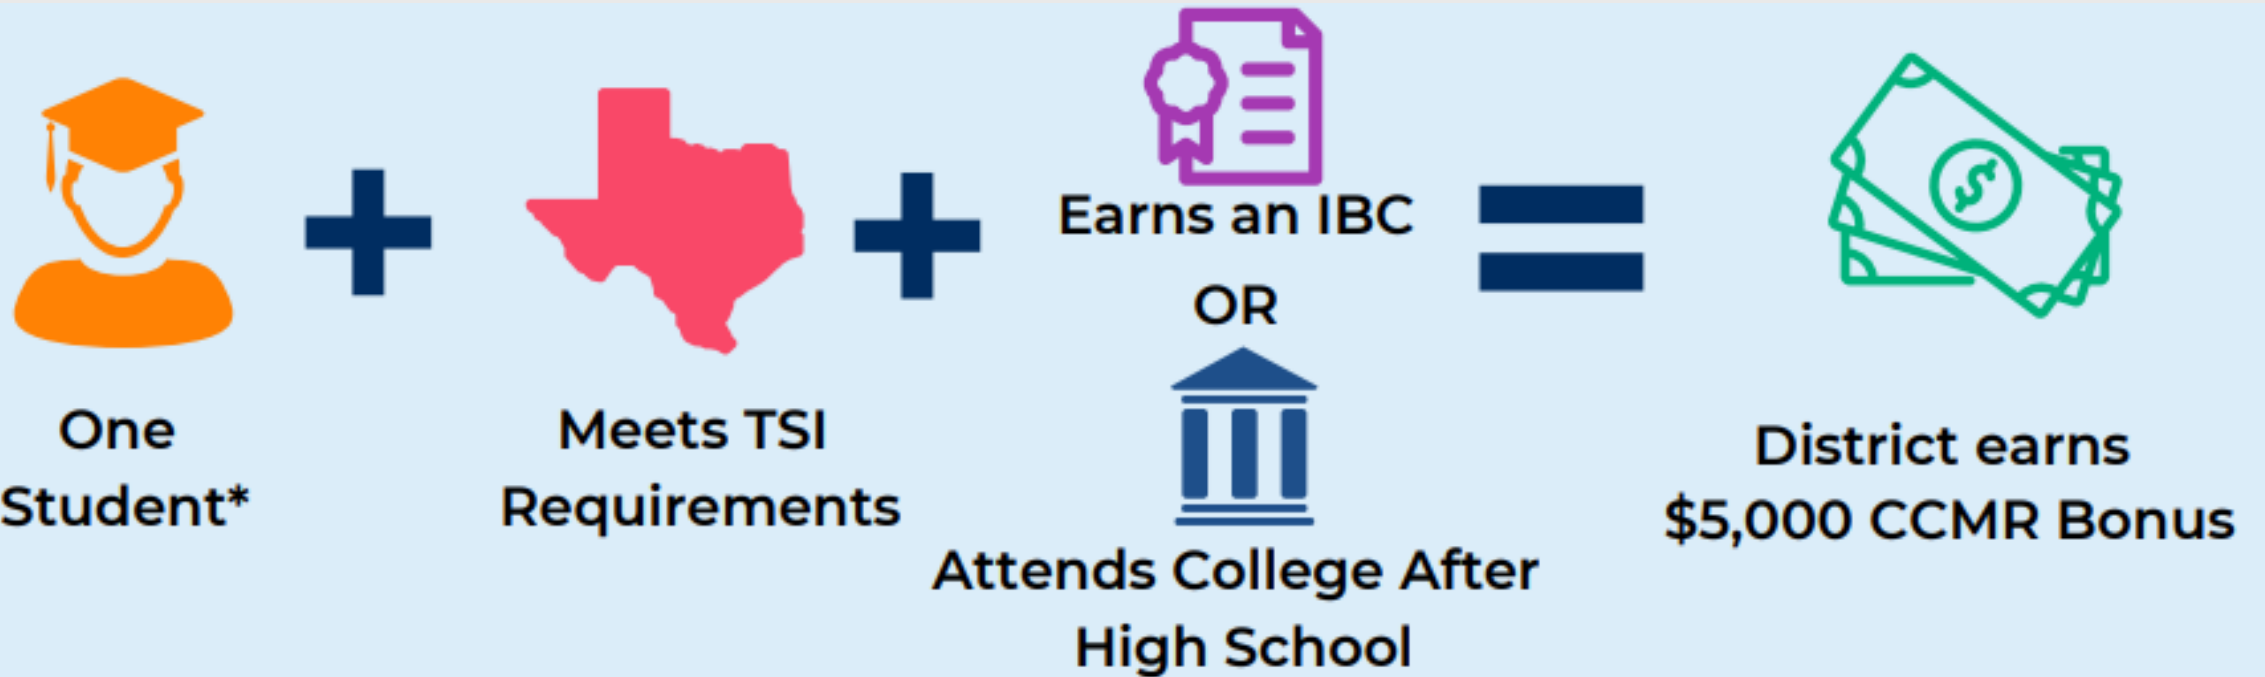 One
Student*
Meets TSI
Requirements
Earns an IBC
OR
Attends College After
High School
$
District earns
$5,000 CCMR Bonus